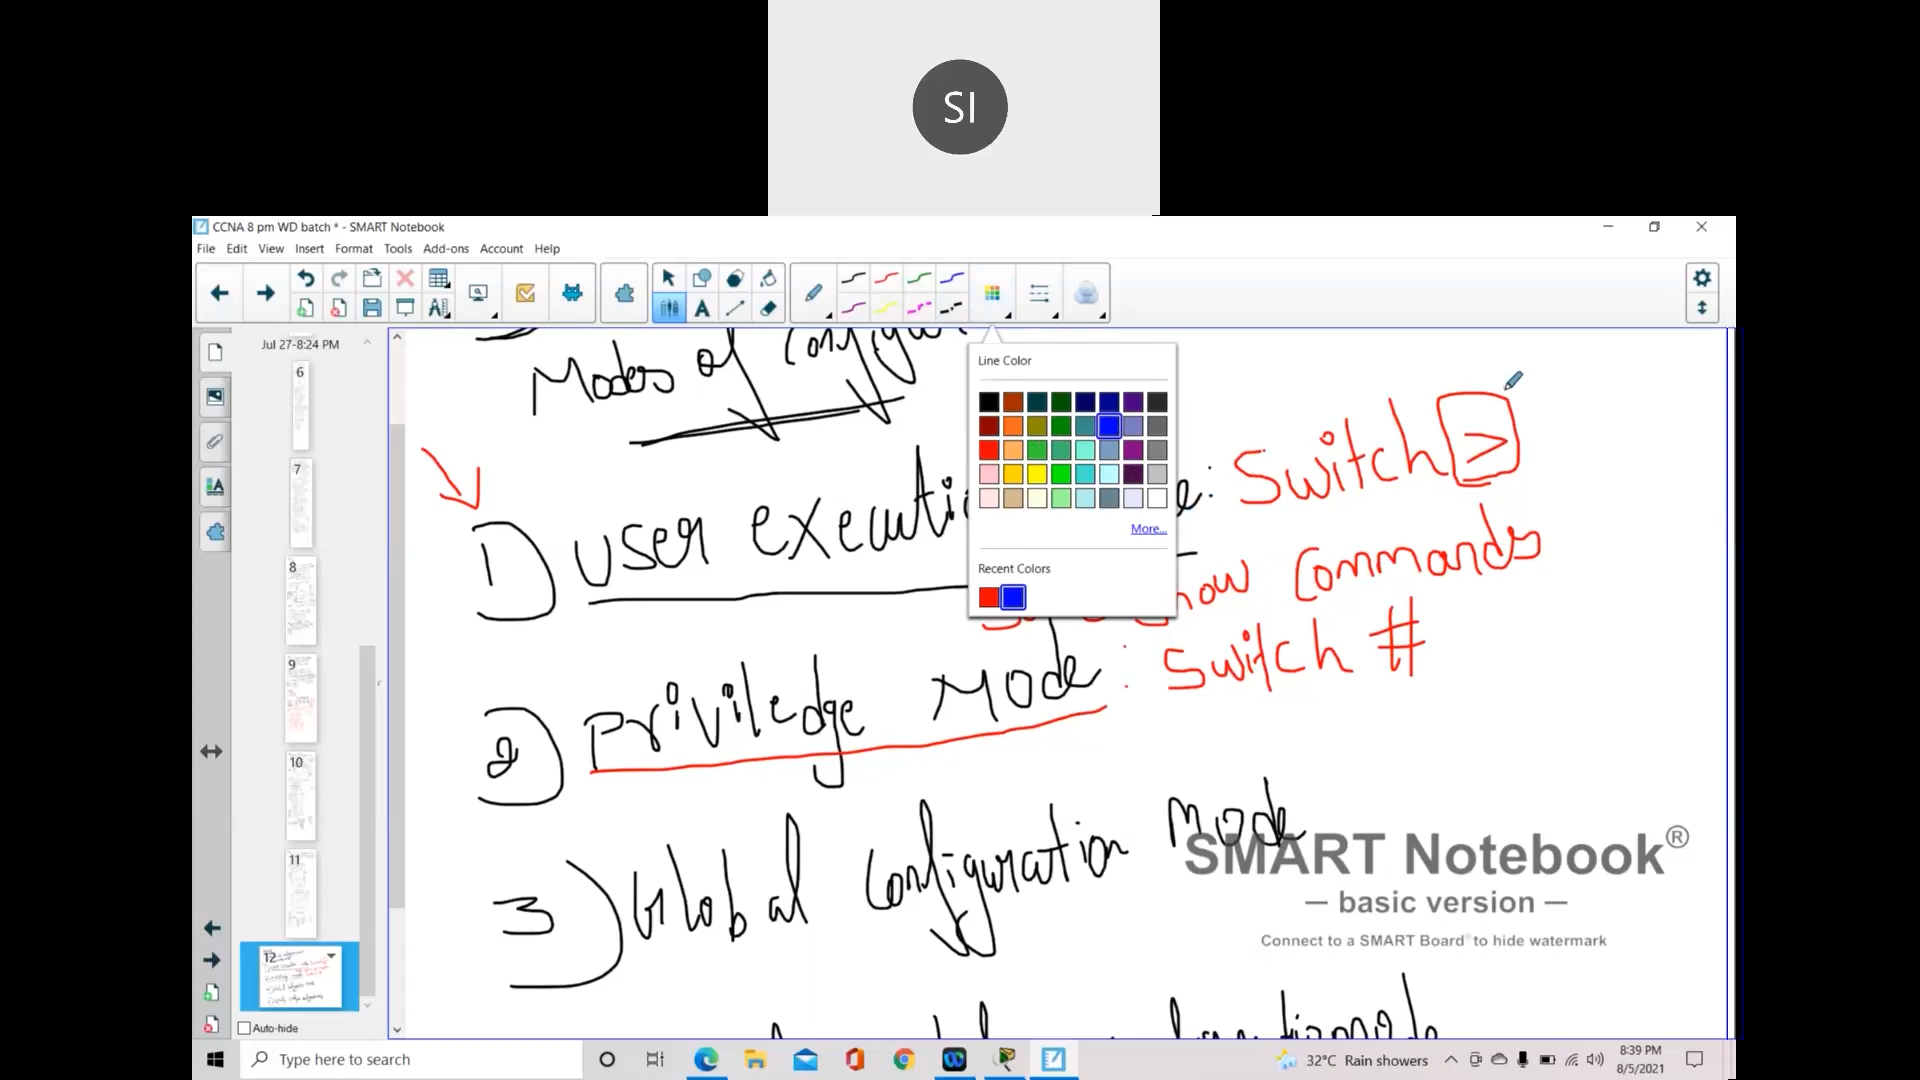 SI
CCNA 8 pm WD batch * - SMART Notebook
File Edit View Insert Format Tools Add-ons Account Help
Jul 27-8:24 PM
6
7
8
9
10
11
12
Auto-hide
Line Color
More...
Recent Colors
Modes of
1) user : Switch >
Commands
2) Priviledge Mode : Switch #
3) Global Configuration Mode
SMART Notebook®
— basic version —
Connect to a SMART Board® to hide watermark
Type here to search
32°C Rain showers
8:39 PM
8/5/2021